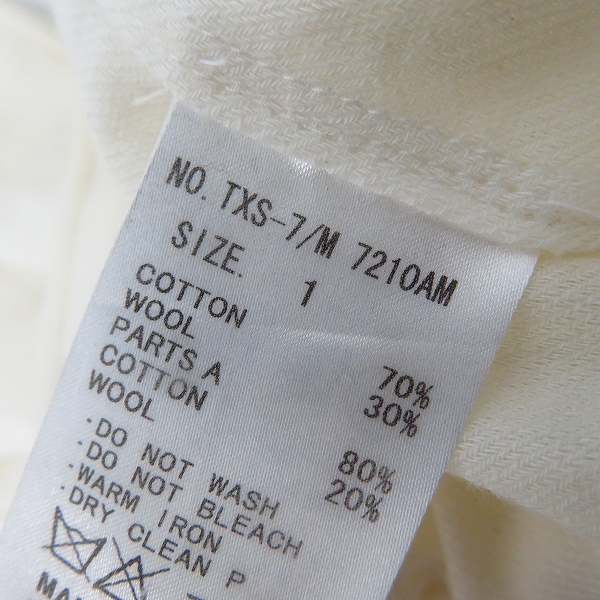 NO. TXS-7/M 7210AM
SIZE. 1
COTTON 70%
WOOL 30%
PARTS A
COTTON 80%
WOOL 20%
·DO NOT WASH
·DO NOT BLEACH
·WARM IRON
·DRY CLEAN P